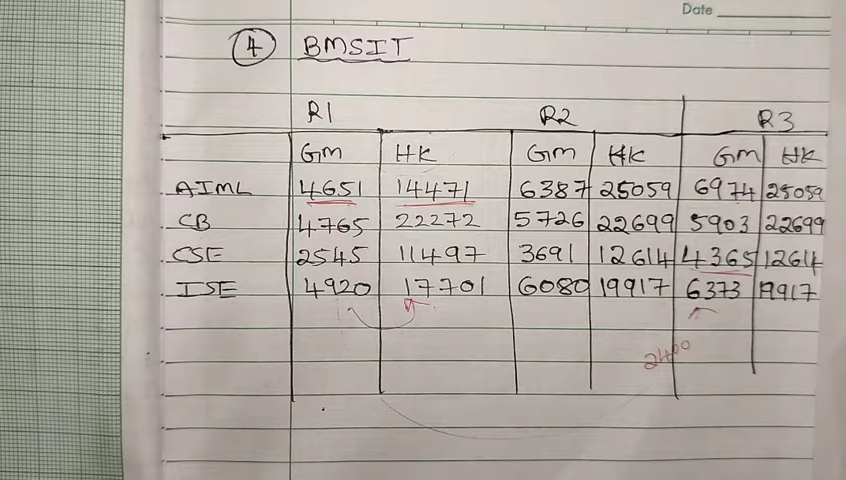 Date
4 BMSIT
R1 R2 R3
GM HK GM HK GM HK
AIML 4651 14471 6387 25059 6974 25059
CB 4765 22272 5726 22699 5903 22699
CSE 2545 11497 3691 12614 4365 12614
ISE 4920 17701 6080 19917 6373 19917
2400